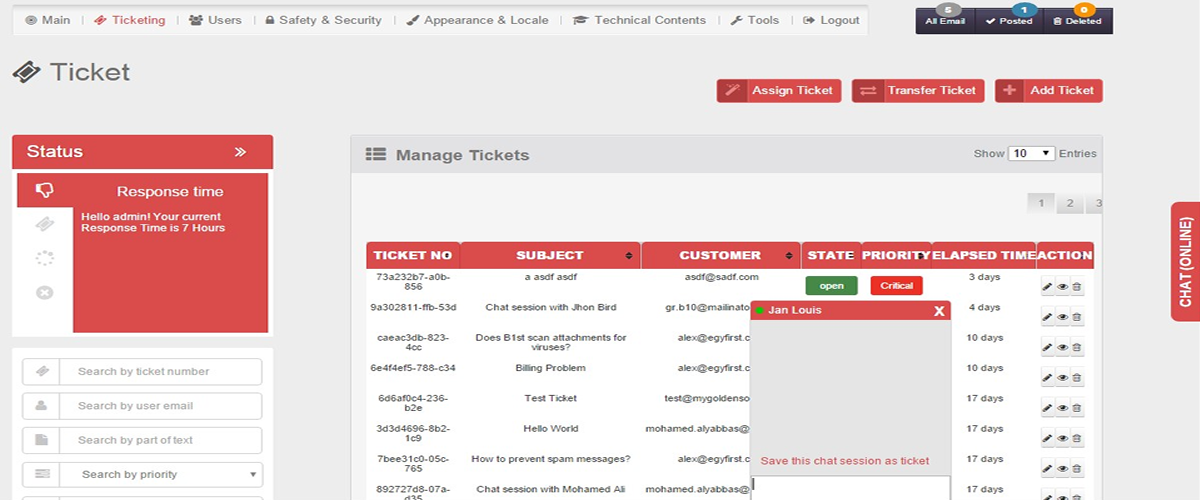 Main | Ticketing | Users | Safety & Security | Appearance & Locale | Technical Contents | Tools | Logout
5 1 0
All Email Posted Deleted
Ticket
Assign Ticket Transfer Ticket Add Ticket
Status
Response time
Hello admin! Your current
Response Time is 7 Hours
Search by ticket number
Search by user email
Search by part of text
Search by priority
Manage Tickets
Show 10 Entries
1 2 3
TICKET NO SUBJECT CUSTOMER STATE PRIORITY ELAPSED TIME ACTION
73a232b7-a0b-
856 a asdf asdf asdf@sadf.com open Critical 3 days
9a302811-ffb-53d Chat session with Jhon Bird gr.b10@mailinato 4 days
caeac3db-823-
4cc Does B1st scan attachments for
viruses? alex@egyfirst.c 10 days
6e4f4ef5-788-c34 Billing Problem alex@egyfirst.c 10 days
6d6af0c4-236-
b2e Test Ticket test@mygoldenso 17 days
3d3d4696-8b2-
1c9 Hello World mohamed.alyabbas@ 17 days
7bee31c0-05c-
765 How to prevent spam messages? alex@egyfirst.c 17 days
892727d8-07a-
d35 Chat session with Mohamed Ali mohamed.alyabbas@ 17 days
Jan Louis X
Save this chat session as ticket
CHAT (ONLINE)